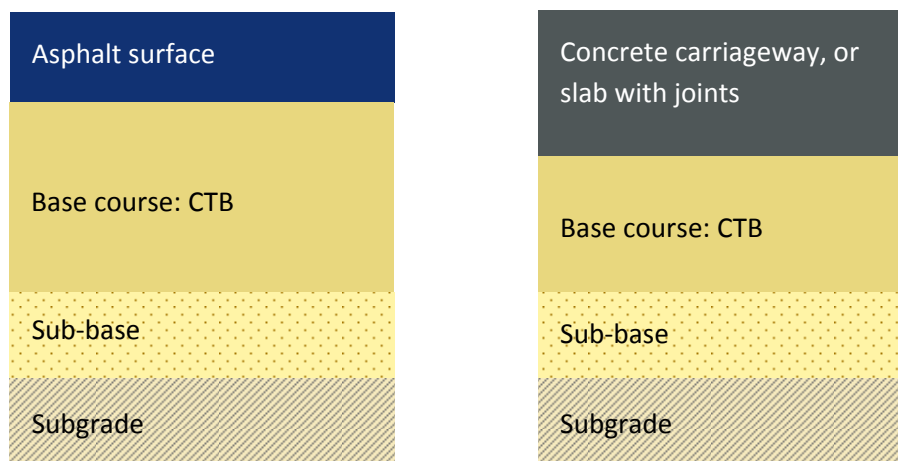 Asphalt surface
Base course: CTB
Sub-base
Subgrade
Concrete carriageway, or
slab with joints
Base course: CTB
Sub-base
Subgrade